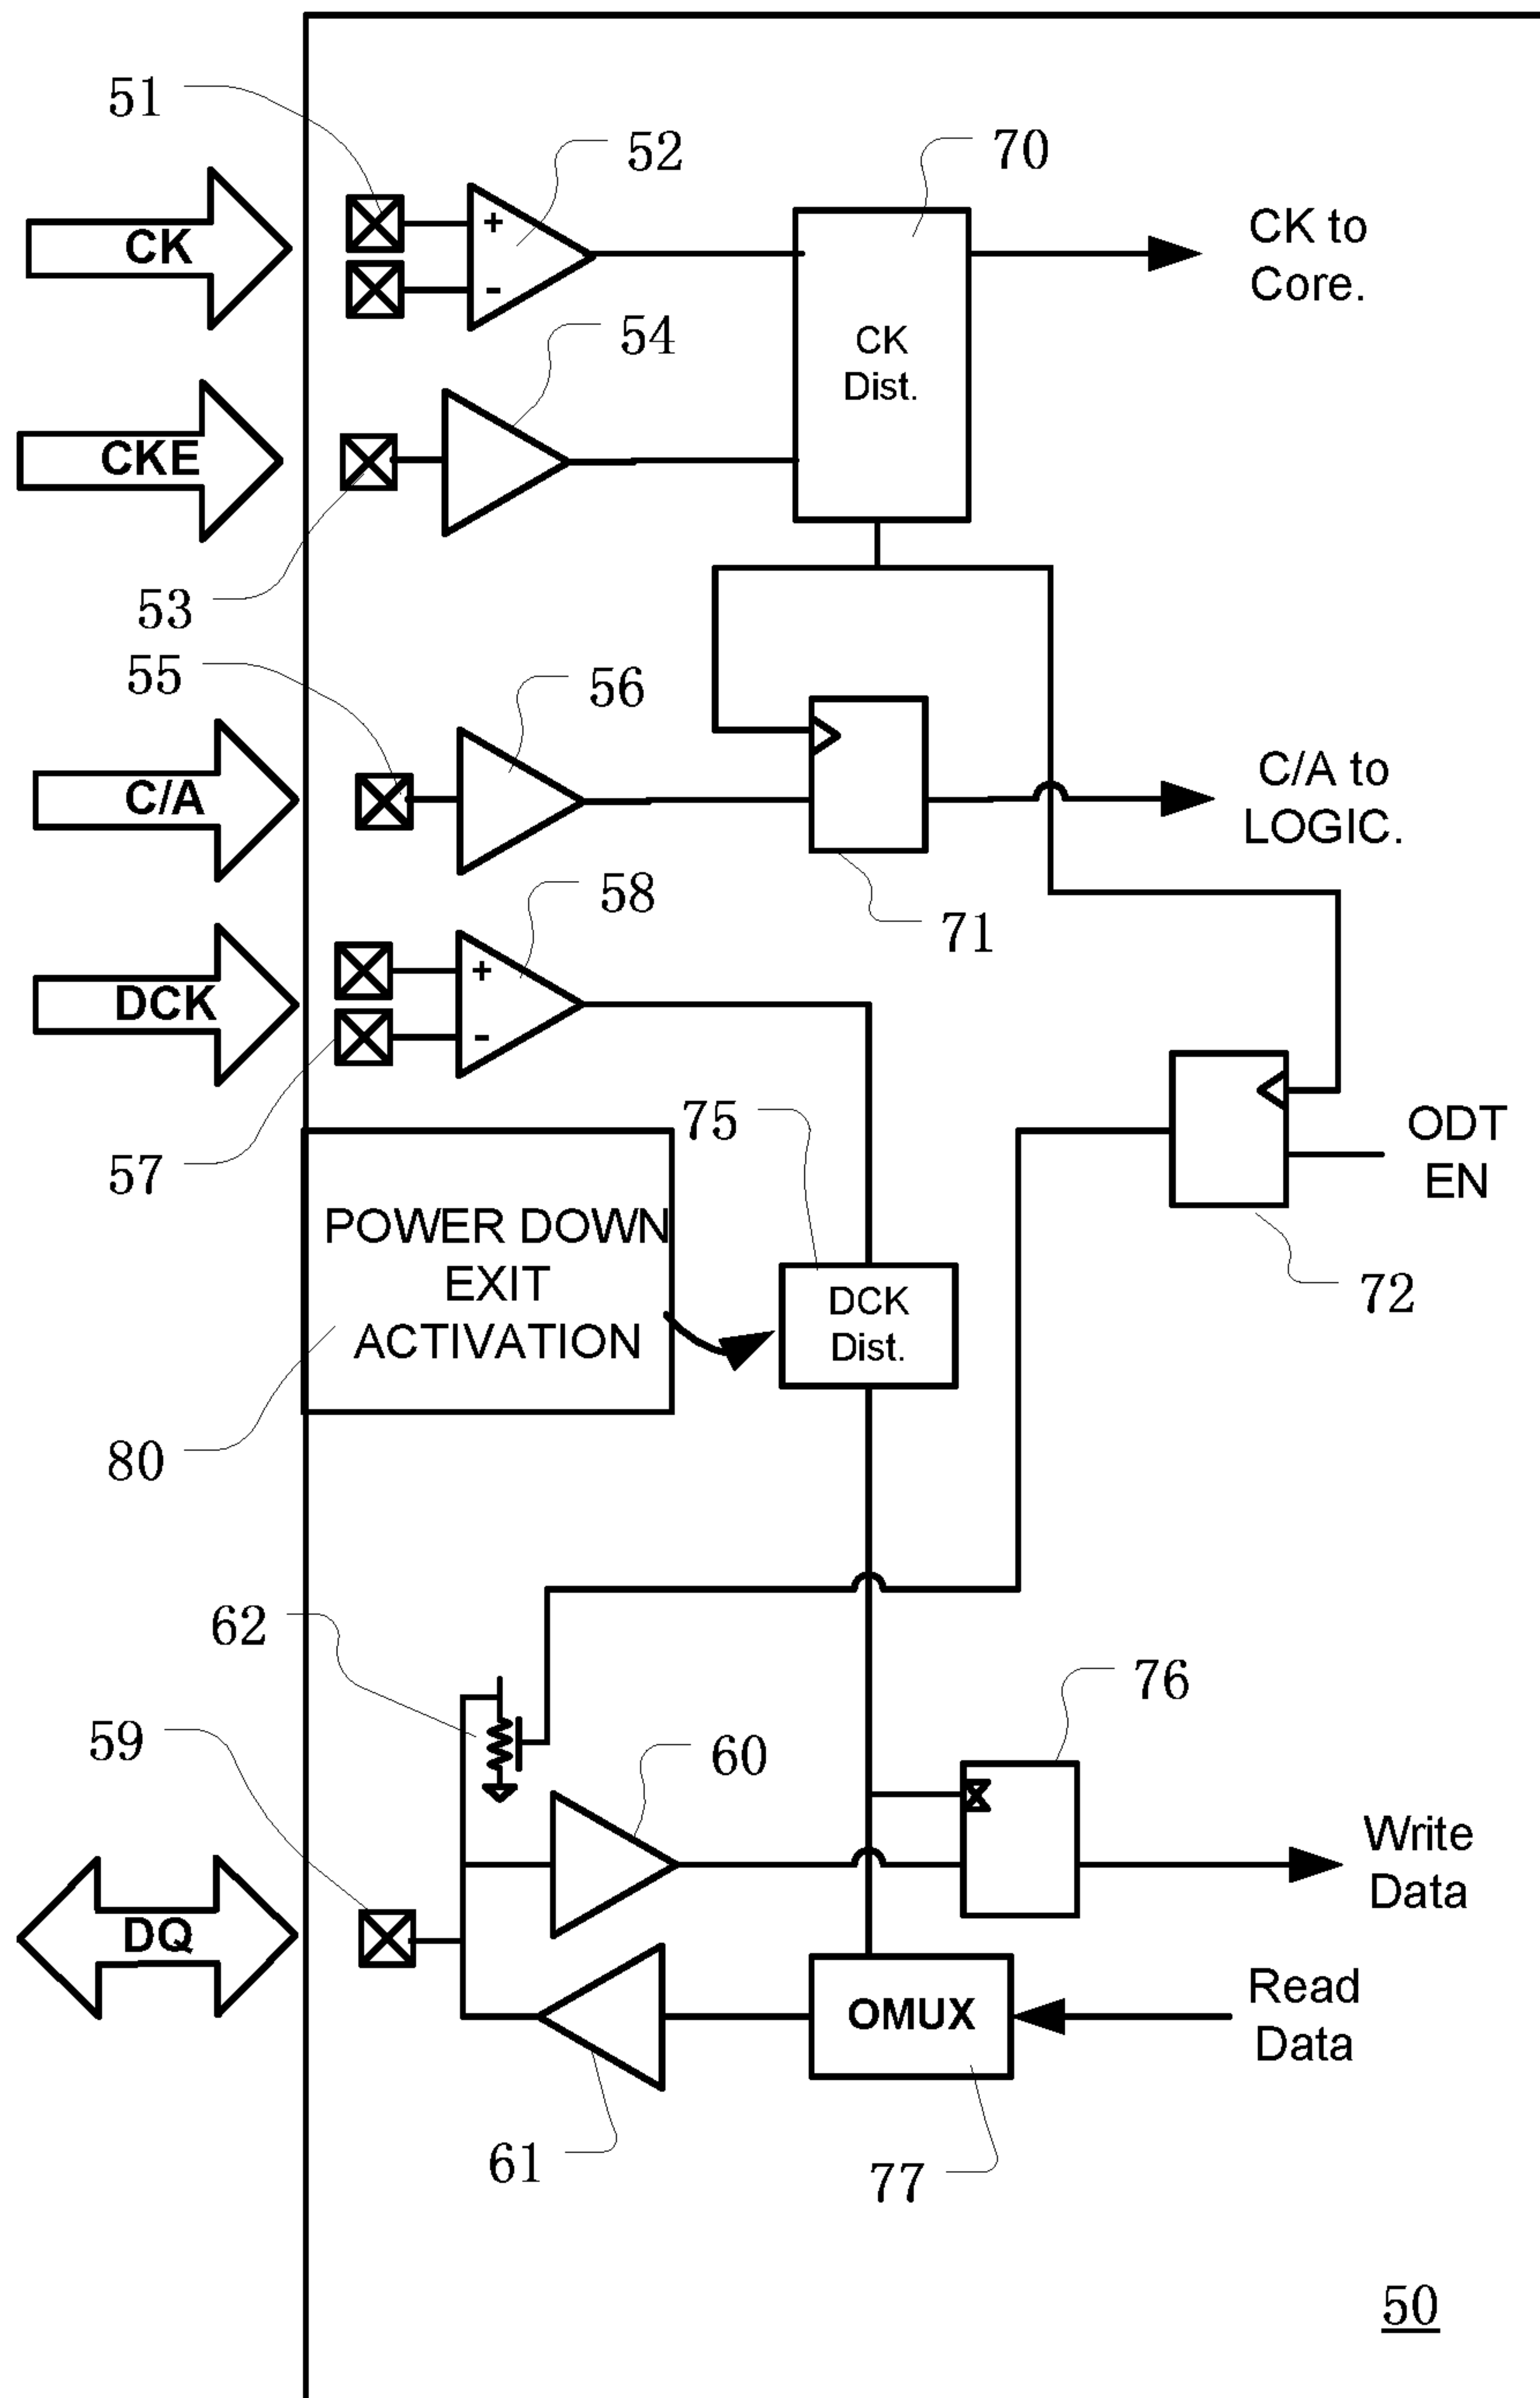 51
52
70
CK
+
-
CK to
Core.
54
CK
Dist.
CKE
53
55
56
C/A
C/A to
LOGIC.
58
71
DCK
+
-
75
ODT
EN
57
POWER DOWN
EXIT
ACTIVATION
72
DCK
Dist.
80
62
76
59
60
Write
Data
DQ
OMUX
Read
Data
61
77
50